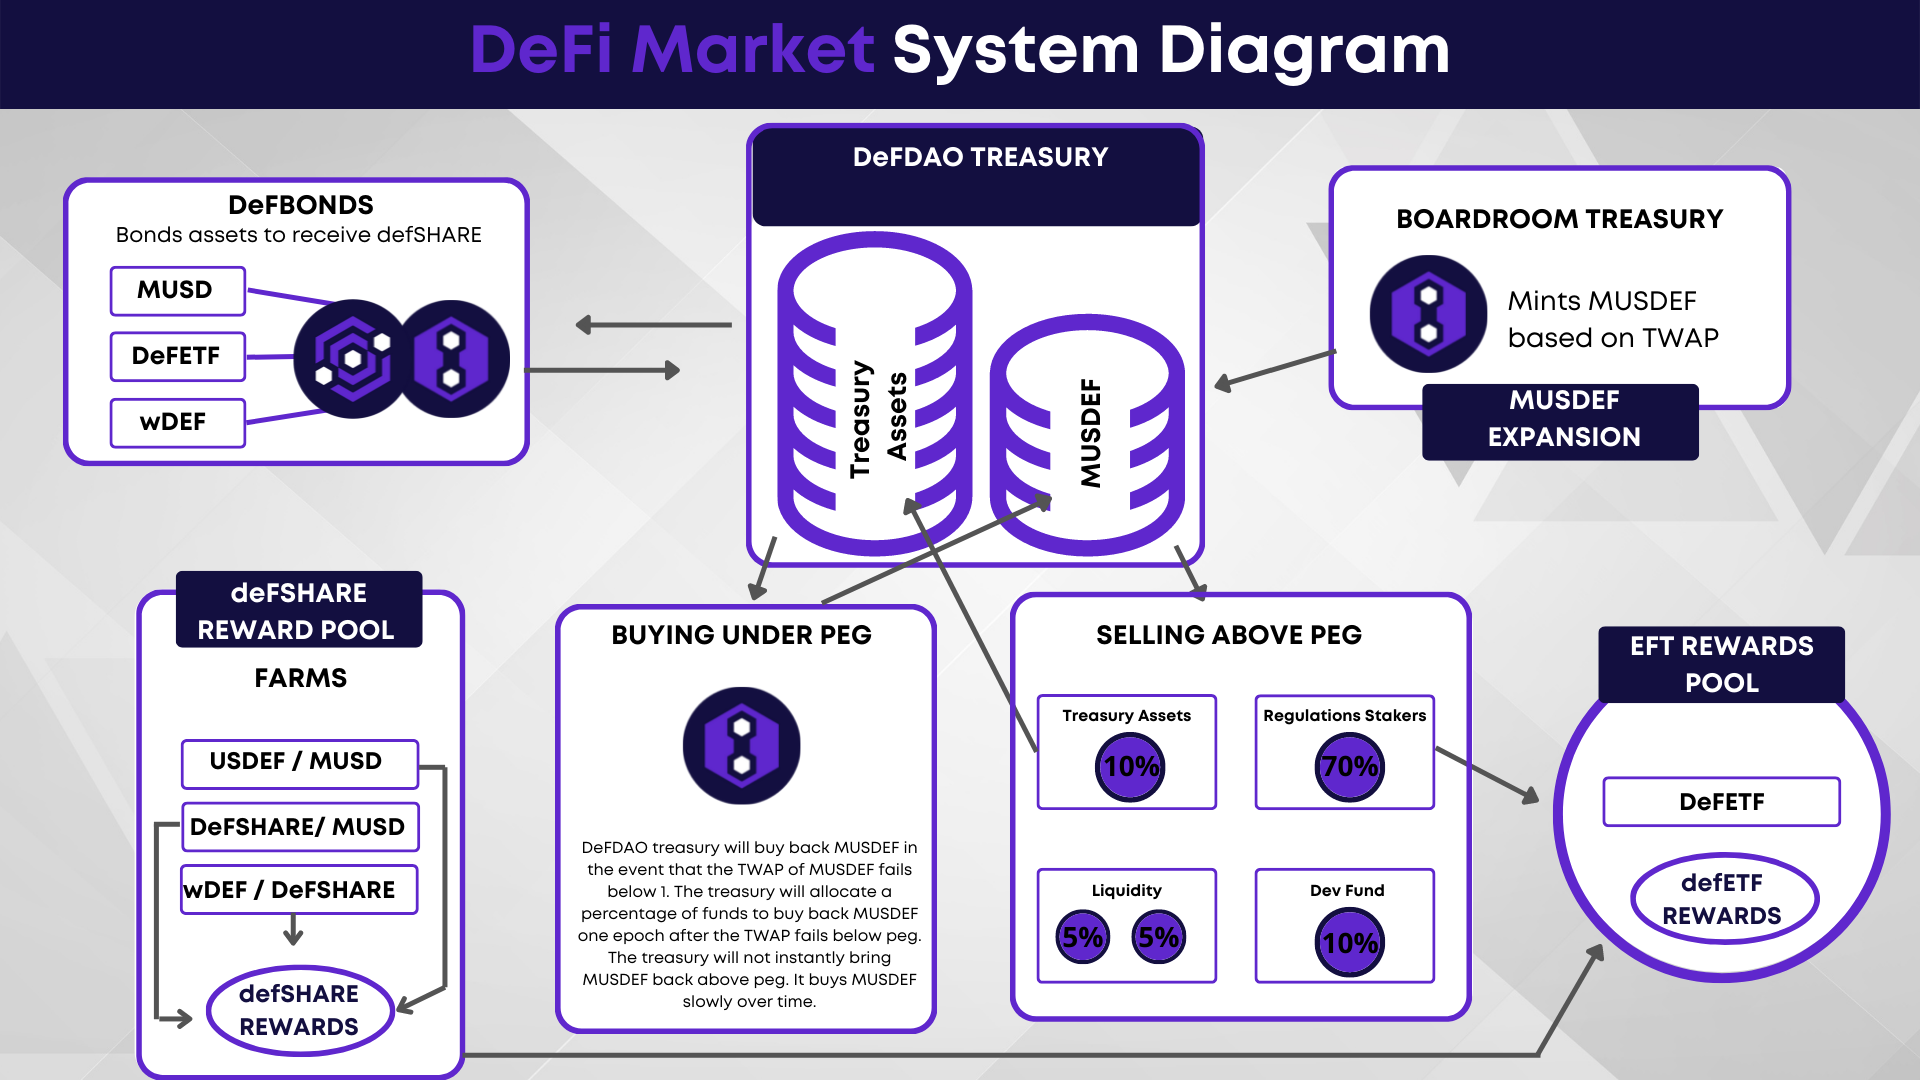 DeFi Market System Diagram
DeFBONDS
Bonds assets to receive defSHARE
MUSD
DeFETF
wDEF
DeFDAO TREASURY
Treasury
Assets
MUSDEF
BOARDROOM TREASURY
Mints MUSDEF
based on TWAP
MUSDEF
EXPANSION
deFSHARE
REWARD POOL
FARMS
USDEF / MUSD
DeFSHARE/ MUSD
wDEF / DeFSHARE
defSHARE
REWARDS
BUYING UNDER PEG
DeFDAO treasury will buy back MUSDEF in
the event that the TWAP of MUSDEF fails
below 1. The treasury will allocate a
percentage of funds to buy back MUSDEF
one epoch after the TWAP fails below peg.
The treasury will not instantly bring
MUSDEF back above peg. It buys MUSDEF
slowly over time.
SELLING ABOVE PEG
Treasury Assets
10%
Regulations Stakers
70%
Liquidity
5% 5%
Dev Fund
10%
EFT REWARDS
POOL
DeFETF
defETF
REWARDS